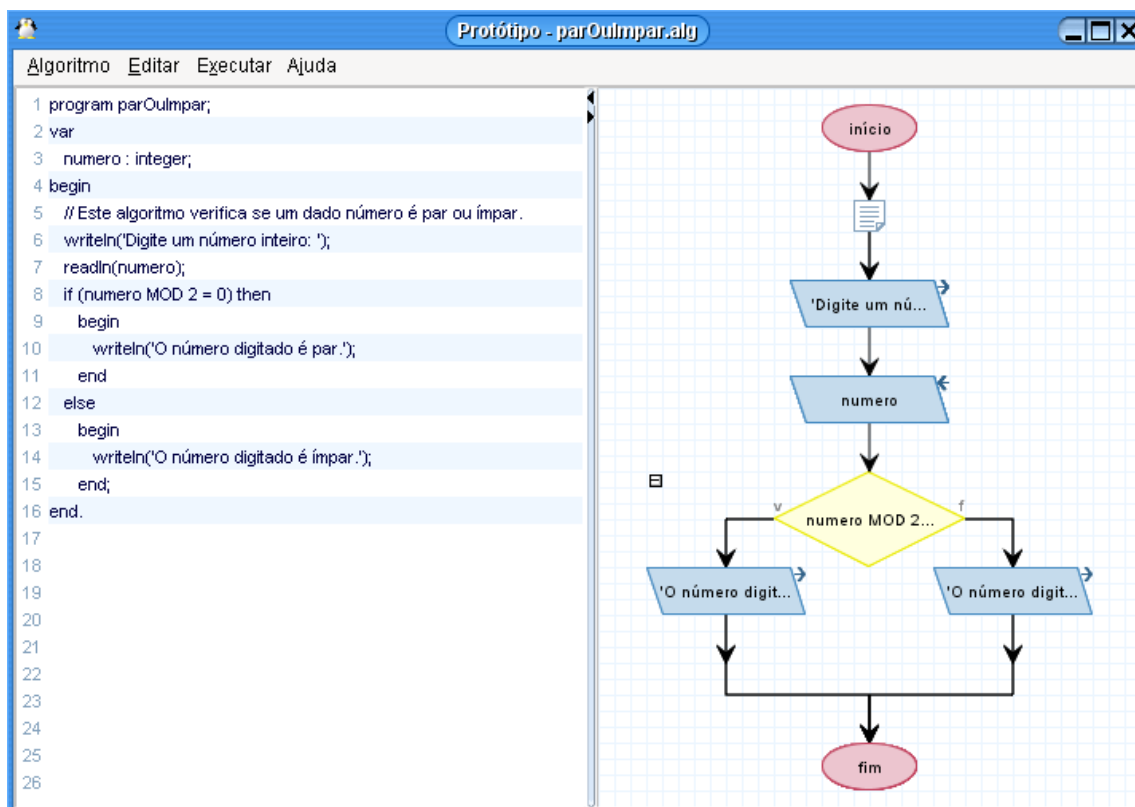 Protótipo - parOuImpar.alg
Algoritmo Editar Executar Ajuda
1 program parOuImpar;
2 var
3 numero : integer;
4 begin
5 // Este algoritmo verifica se um dado número é par ou ímpar.
6 writeln('Digite um número inteiro: ');
7 readln(numero);
8 if (numero MOD 2 = 0) then
9 begin
10 writeln('O número digitado é par.');
11 end
12 else
13 begin
14 writeln('O número digitado é ímpar.');
15 end;
16 end.
17
18
19
20
21
22
23
24
25
26
início
'Digite um nú...
numero
v
f
numero MOD 2...
'O número digit...
'O número digit...
fim